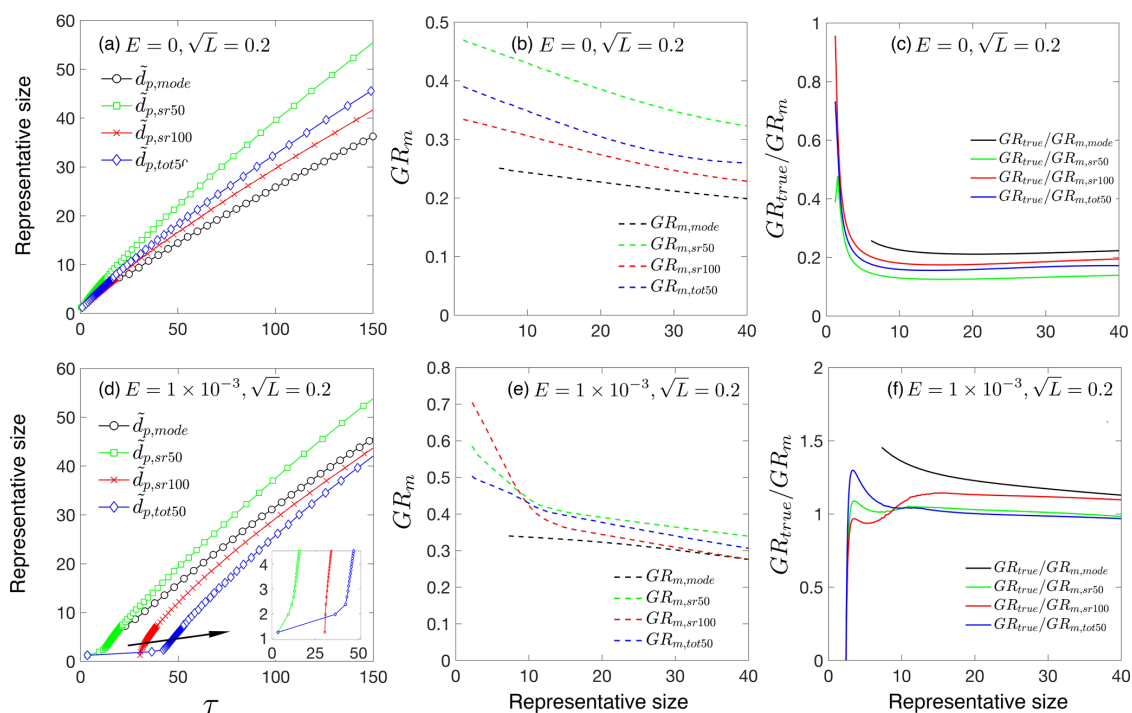 (a) E = 0, √L = 0.2
Representative size
60
50
40
30
20
10
0
0 50 100 150
d̃p,mode
d̃p,sr50
d̃p,sr100
d̃p,tot50
(b) E = 0, √L = 0.2
GRm
0.5
0.4
0.3
0.2
0.1
0
0 10 20 30 40
GRm,mode
GRm,sr50
GRm,sr100
GRm,tot50
(c) E = 0, √L = 0.2
GRtrue/GRm
1
0.8
0.6
0.4
0.2
0
0 10 20 30 40
GRtrue/GRm,mode
GRtrue/GRm,sr50
GRtrue/GRm,sr100
GRtrue/GRm,tot50
(d) E = 1 × 10⁻³, √L = 0.2
Representative size
60
50
40
30
20
10
0
0 50 100 150
τ
d̃p,mode
d̃p,sr50
d̃p,sr100
d̃p,tot50
4
3
2
1
0 25 50
(e) E = 1 × 10⁻³, √L = 0.2
GRm
0.8
0.7
0.6
0.5
0.4
0.3
0.2
0.1
0
0 10 20 30 40
Representative size
GRm,mode
GRm,sr50
GRm,sr100
GRm,tot50
(f) E = 1 × 10⁻³, √L = 0.2
GRtrue/GRm
2
1.5
1
0.5
0
0 10 20 30 40
Representative size
GRtrue/GRm,mode
GRtrue/GRm,sr50
GRtrue/GRm,sr100
GRtrue/GRm,tot50